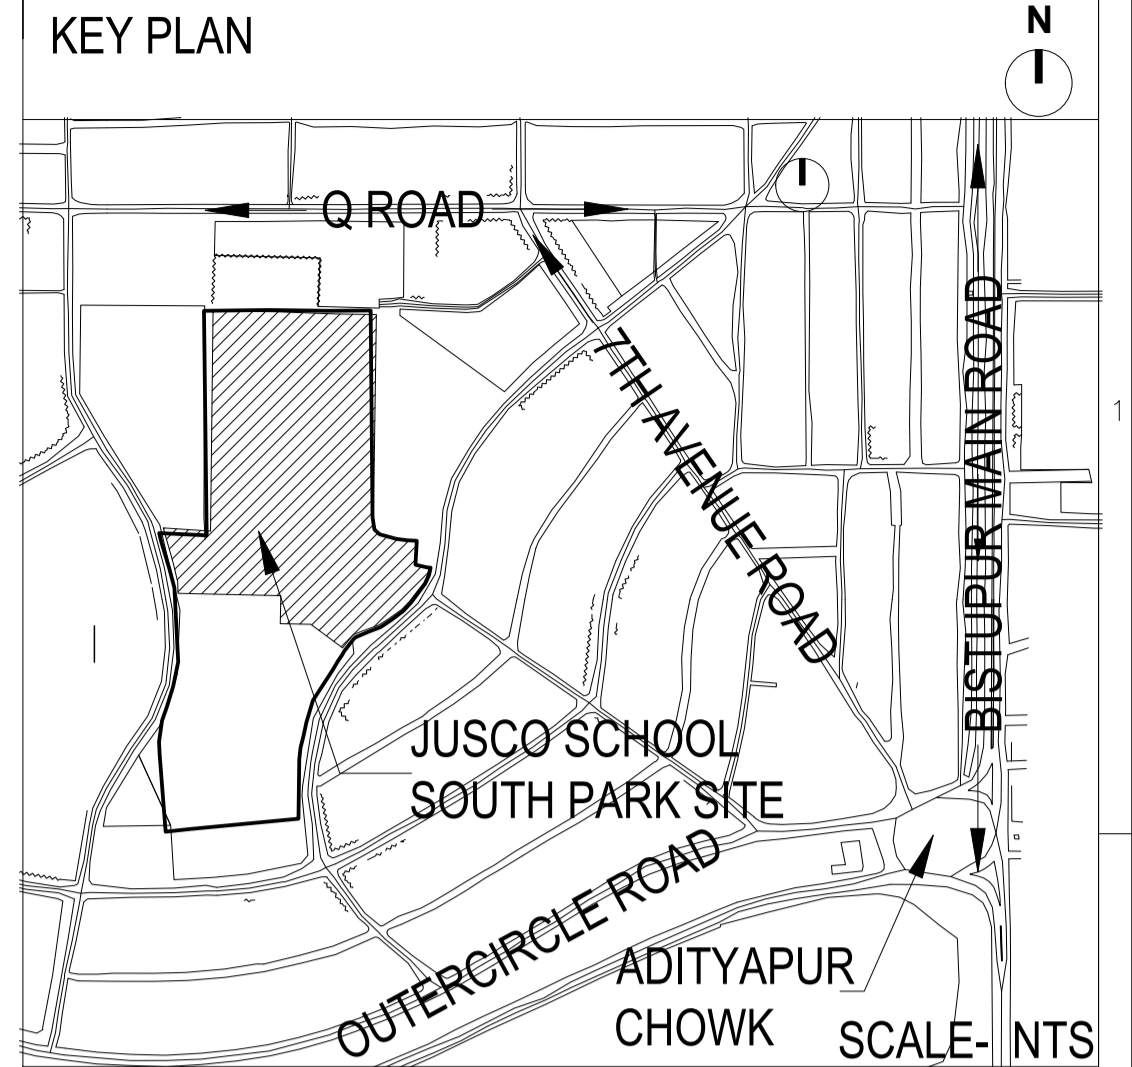 KEY PLAN
N
Q ROAD
7TH AVENUE ROAD
BISTUPUR MAIN ROAD
1
JUSCO SCHOOL
SOUTH PARK SITE
OUTERCIRCLE ROAD
ADITYAPUR
CHOWK
SCALE- NTS